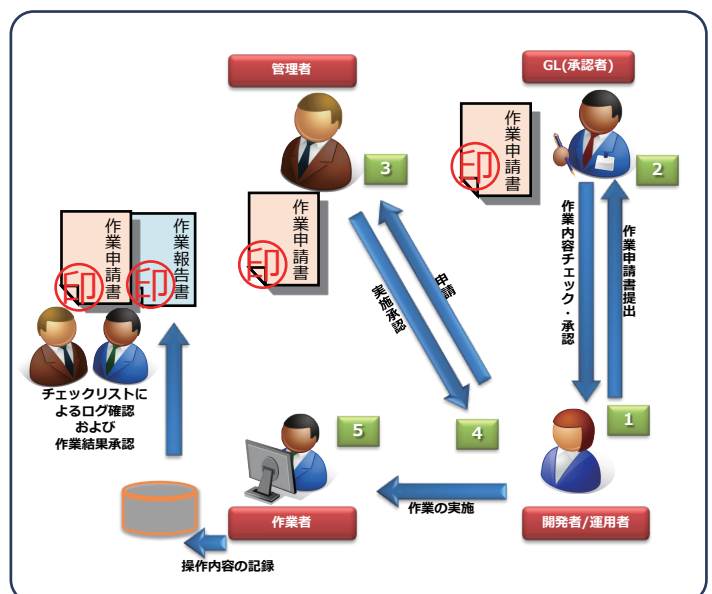 管理者
GL(承認者)
作業申請書
印
2
3
作業申請書
印
作業申請書
印
作業報告書
印
申請
実施承認
作業内容チェック・承認
作業申請書提出
チェックリストに
よるログ確認
および
作業結果承認
5
4
1
作業の実施
作業者
開発者/運用者
操作内容の記録